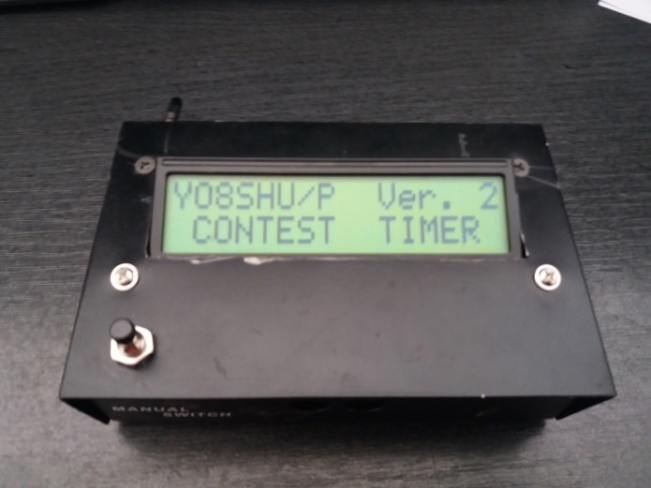 YO8SHU/P Ver. 2
CONTEST TIMER
MANUAL
SWITCH